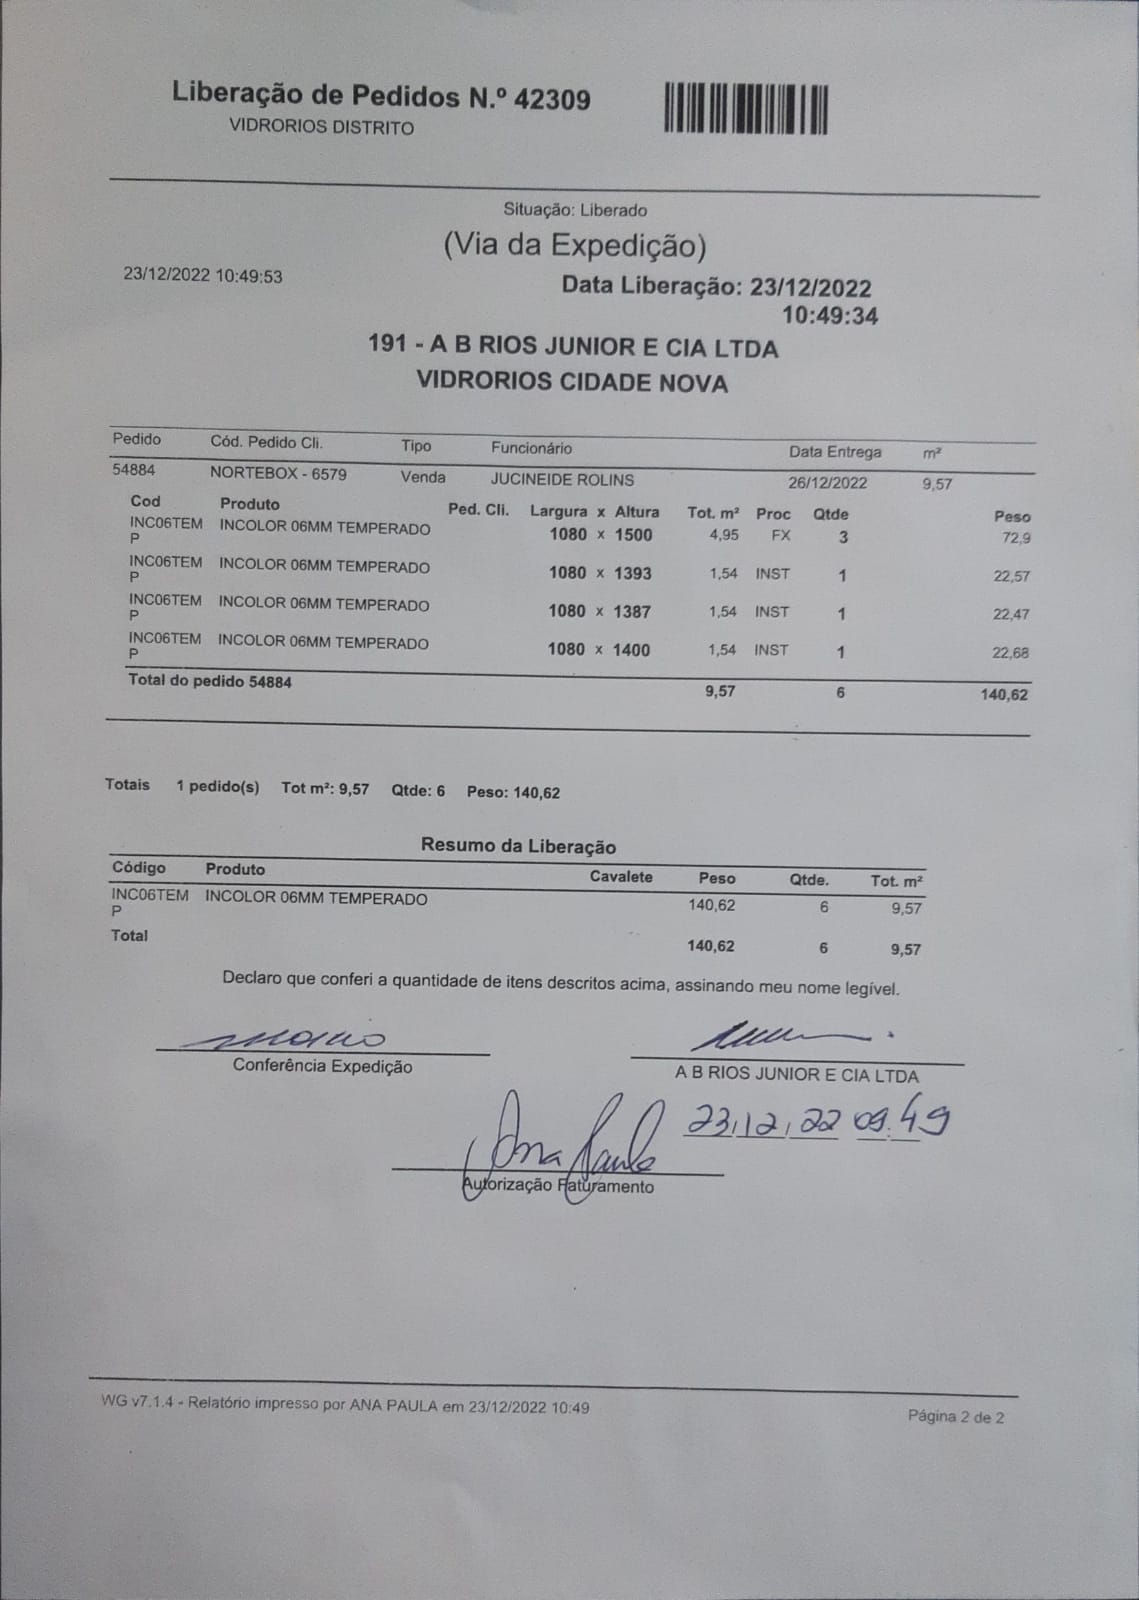 Liberação de Pedidos N.º 42309
VIDRORIOS DISTRITO
Situação: Liberado
(Via da Expedição)
23/12/2022 10:49:53
Data Liberação: 23/12/2022
10:49:34
191 - A B RIOS JUNIOR E CIA LTDA
VIDRORIOS CIDADE NOVA
Pedido Cód. Pedido Cli. Tipo Funcionário Data Entrega m²
54884 NORTEBOX - 6579 Venda JUCINEIDE ROLINS 26/12/2022 9,57
Cod Produto Ped. Cli. Largura x Altura Tot. m² Proc Qtde Peso
INC06TEM INCOLOR 06MM TEMPERADO 1080 x 1500 4,95 FX 3 72,9
P
INC06TEM INCOLOR 06MM TEMPERADO 1080 x 1393 1,54 INST 1 22,57
P
INC06TEM INCOLOR 06MM TEMPERADO 1080 x 1387 1,54 INST 1 22,47
P
INC06TEM INCOLOR 06MM TEMPERADO 1080 x 1400 1,54 INST 1 22,68
P
Total do pedido 54884 9,57 6 140,62
Totais 1 pedido(s) Tot m²: 9,57 Qtde: 6 Peso: 140,62
Resumo da Liberação
Código Produto Cavalete Peso Qtde. Tot. m²
INC06TEM INCOLOR 06MM TEMPERADO 140,62 6 9,57
P
Total 140,62 6 9,57
Declaro que conferi a quantidade de itens descritos acima, assinando meu nome legível.
Conferência Expedição
A B RIOS JUNIOR E CIA LTDA
23,12,22 09:49
Ana Paula
Autorização Faturamento
WG v7.1.4 - Relatório impresso por ANA PAULA em 23/12/2022 10:49
Página 2 de 2